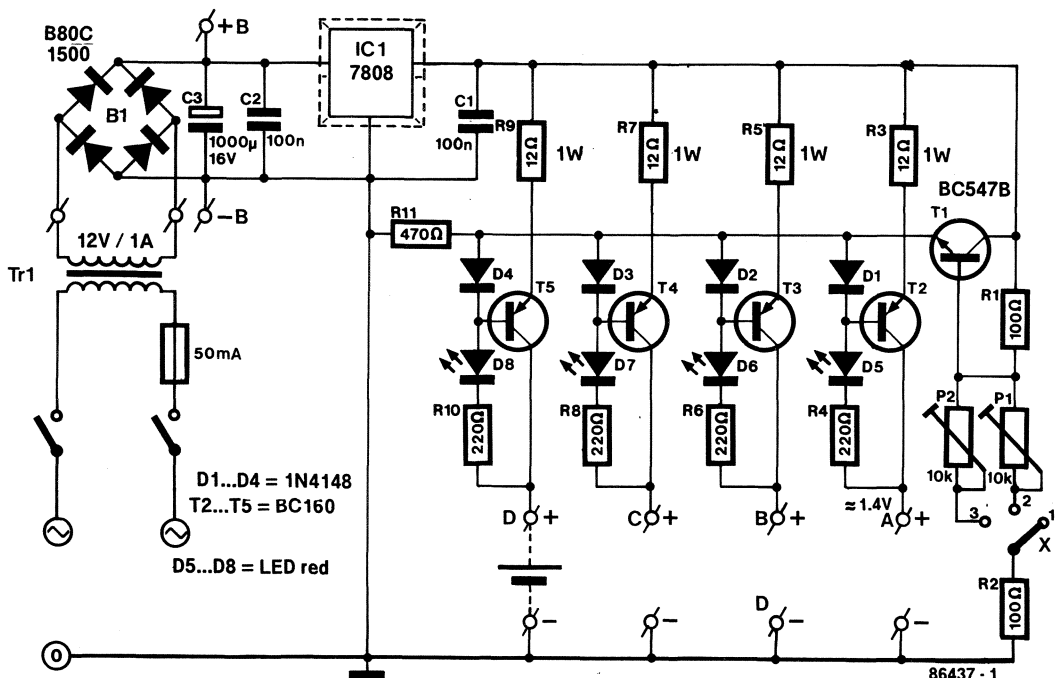 B80C
1500
+B
IC1
7808
B1
C3
1000µ
16V
C2
100n
C1
100n
R9
12Ω
1W
R7
12Ω
1W
R5
12Ω
1W
R3
12Ω
1W
BC547B
T1
-B
R11
470Ω
12V / 1A
Tr1
D4
D3
D2
D1
T5
T4
T3
T2
R1
100Ω
50mA
D8
D7
D6
D5
R10
220Ω
R8
220Ω
R6
220Ω
R4
220Ω
P2
10k
P1
10k
D1...D4 = 1N4148
T2...T5 = BC160
D5...D8 = LED red
D +
C +
B +
≈ 1.4V
A +
3
2
1
X
R2
100Ω
-
-
D
-
-
0
86437 - 1